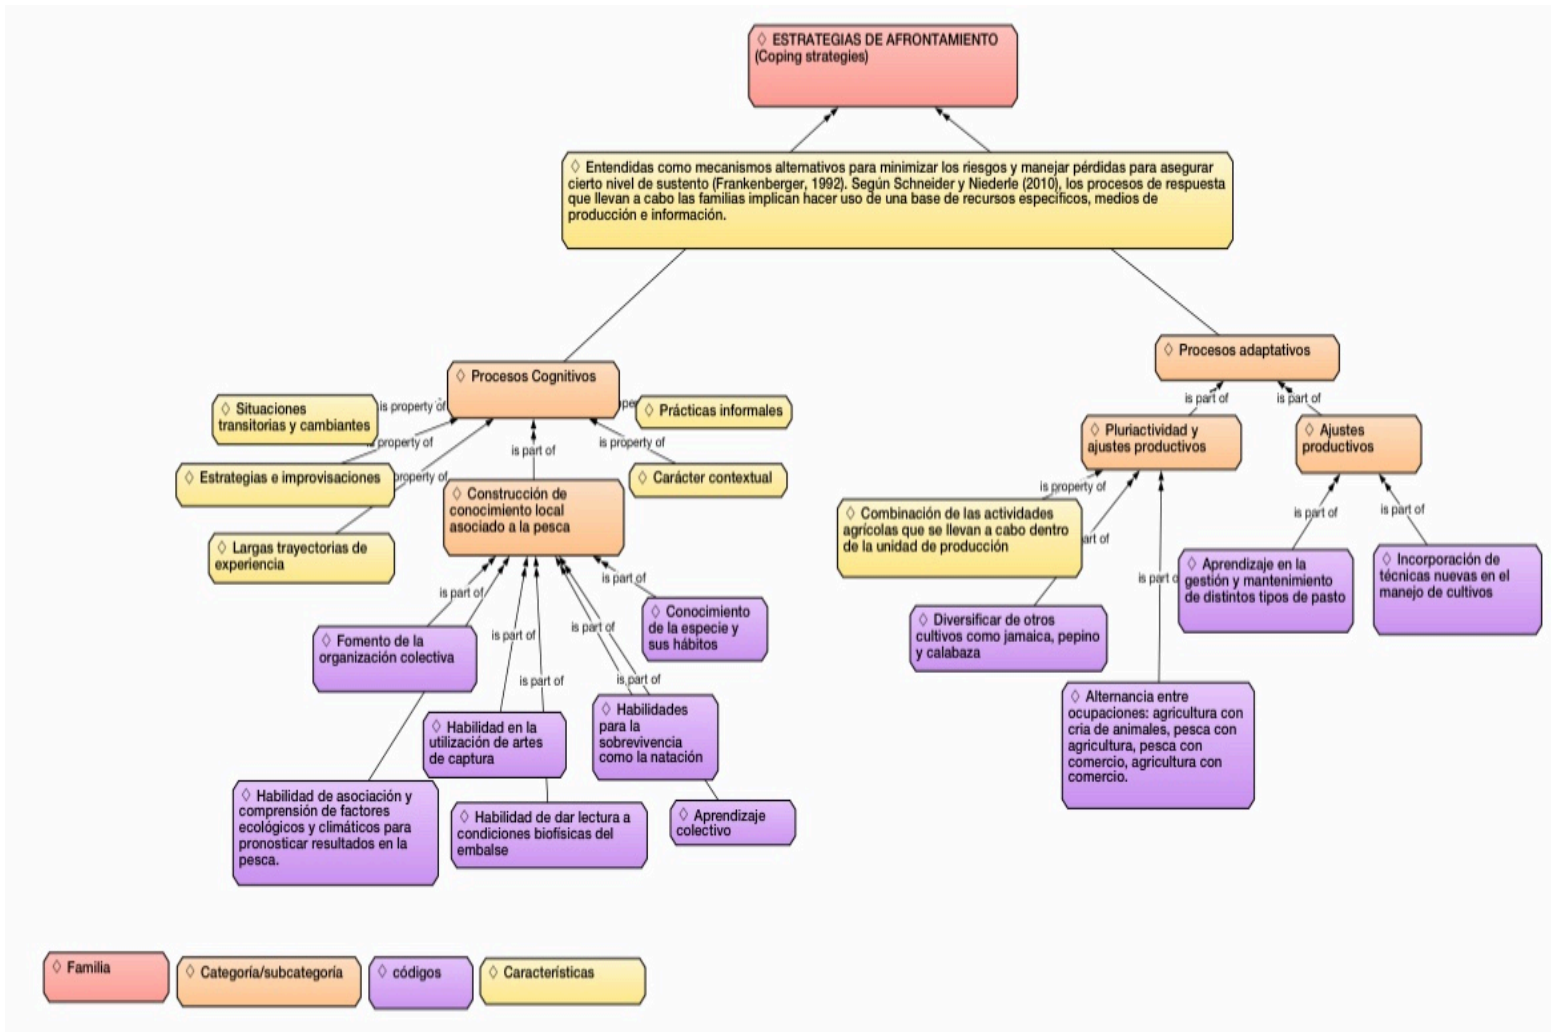 ◊ ESTRATEGIAS DE AFRONTAMIENTO
(Coping strategies)
◊ Entendidas como mecanismos alternativos para minimizar los riesgos y manejar pérdidas para asegurar
cierto nivel de sustento (Frankenberger, 1992). Según Schneider y Niederle (2010), los procesos de respuesta
que llevan a cabo las familias implican hacer uso de una base de recursos especificos, medios de
producción e información.
◊ Procesos Cognitivos
◊ Situaciones
transitorias y cambiantes
is property of
◊ Prácticas informales
is property of
◊ Estrategias e improvisaciones
property of
◊ Carácter contextual
is property of
◊ Largas trayectorias de
experiencia
is part of
◊ Construcción de
conocimiento local
asociado a la pesca
is part of
◊ Fomento de la
organización colectiva
is part of
is part of
is part of
is part of
is part of
◊ Conocimiento
de la especie y
sus hábitos
◊ Habilidad en la
utilización de artes
de captura
◊ Habilidades
para la
sobrevivencia
como la natación
◊ Habilidad de asociación y
comprensión de factores
ecológicos y climáticos para
pronosticar resultados en la
pesca.
◊ Habilidad de dar lectura a
condiciones biofísicas del
embalse
◊ Aprendizaje
colectivo
◊ Procesos adaptativos
is part of
is part of
◊ Pluriactividad y
ajustes productivos
◊ Ajustes
productivos
is property of
◊ Combinación de las actividades
agrícolas que se llevan a cabo dentro
de la unidad de producción
is part of
is part of
◊ Diversificar de otros
cultivos como jamaica, pepino
y calabaza
◊ Alternancia entre
ocupaciones: agricultura con
cria de animales, pesca con
agricultura, pesca con
comercio, agricultura con
comercio.
◊ Aprendizaje en la
gestión y mantenimiento
de distintos tipos de pasto
◊ Incorporación de
técnicas nuevas en el
manejo de cultivos
◊ Familia
◊ Categoría/subcategoría
◊ códigos
◊ Características